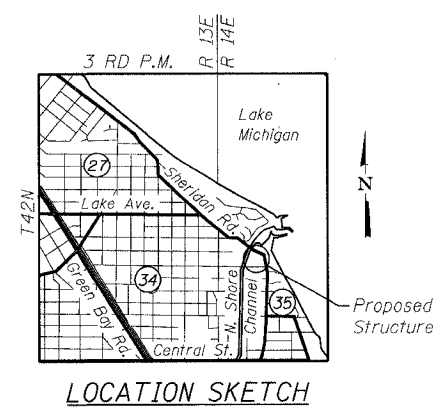 R 13E
R 14E
3 RD P.M.
Lake
Michigan
27
Sheridan Rd.
Lake Ave.
T42N
N
Green Bay Rd.
34
N. Shore
Channel
35
Proposed
Structure
Central St.
LOCATION SKETCH